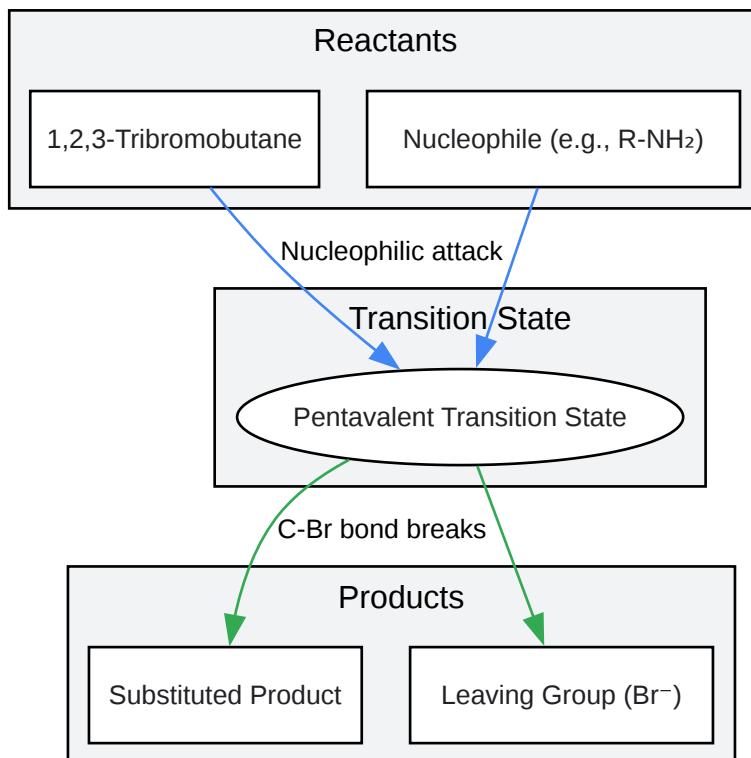 Reactants
1,2,3-Tribromobutane
Nucleophile (e.g., R-NH₂)
Nucleophilic attack
Transition State
Pentavalent Transition State
C-Br bond breaks
Products
Substituted Product
Leaving Group (Br⁻)